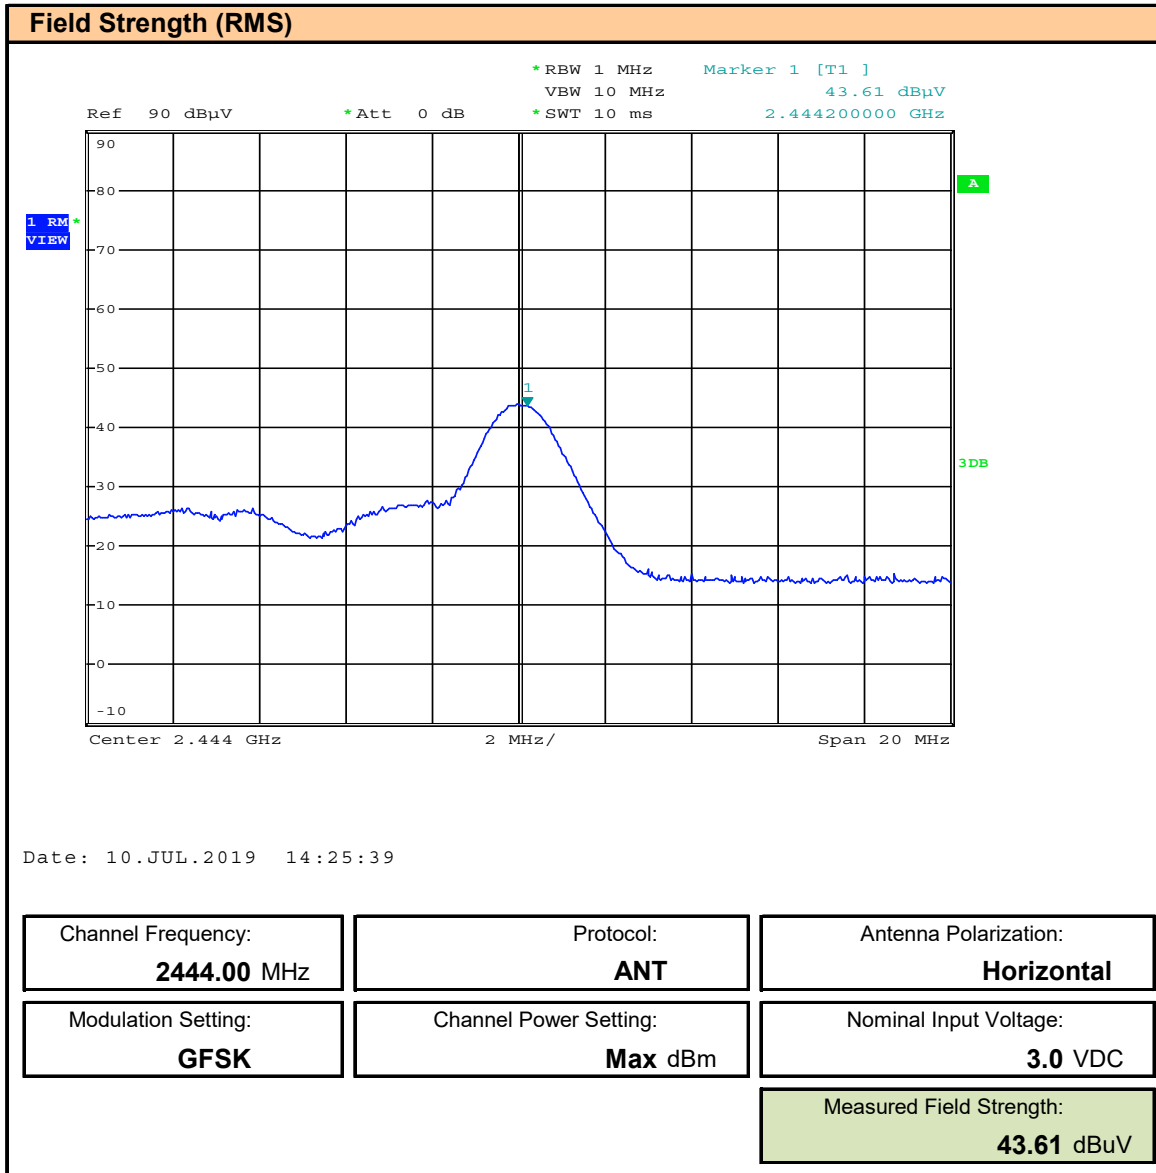 Field Strength (RMS)
*RBW 1 MHz Marker 1 [T1 ]
VBW 10 MHz 43.61 dBµV
Ref 90 dBµV *Att 0 dB *SWT 10 ms 2.444200000 GHz
90
A
80
1 RM *
VIEW
70
60
50
1
40
3DB
30
20
10
0
-10
Center 2.444 GHz 2 MHz/ Span 20 MHz
Date: 10.JUL.2019 14:25:39
Channel Frequency: Protocol: Antenna Polarization:
2444.00 MHz ANT Horizontal
Modulation Setting: Channel Power Setting: Nominal Input Voltage:
GFSK Max dBm 3.0 VDC
Measured Field Strength:
43.61 dBuV